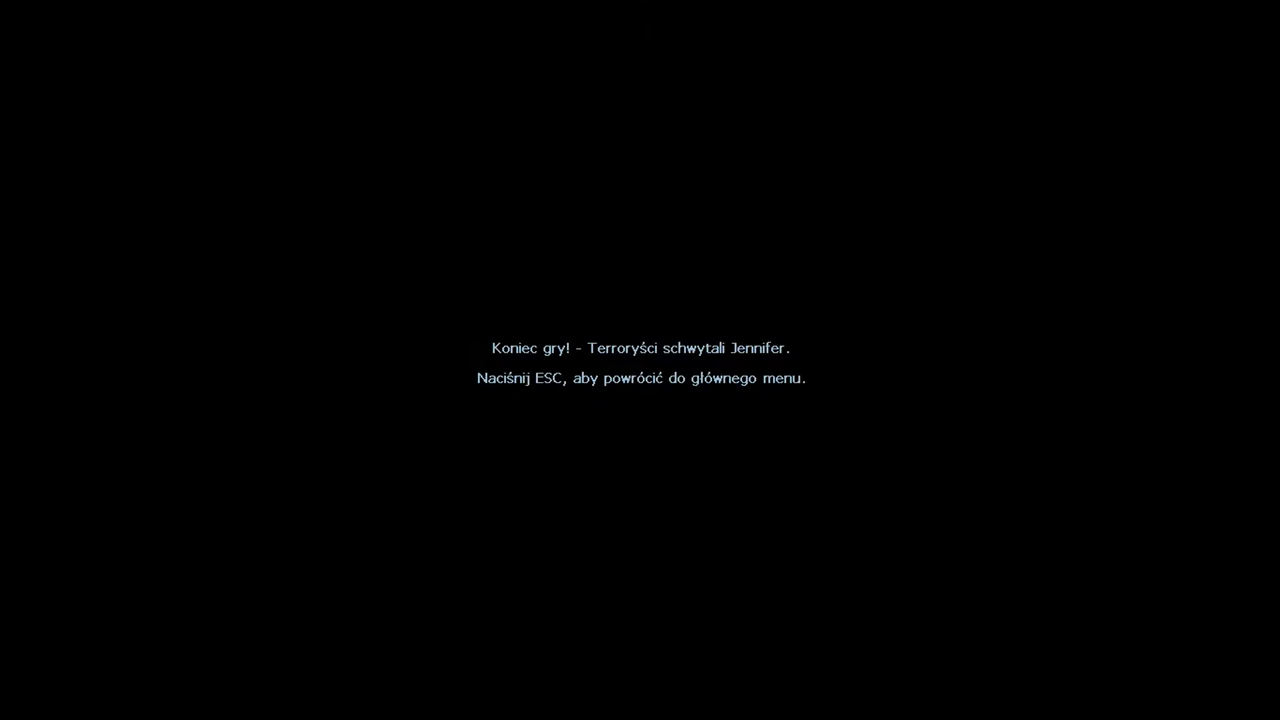 Koniec gry! - Terroryści schwytali Jennifer.
Naciśnij ESC, aby powrócić do głównego menu.